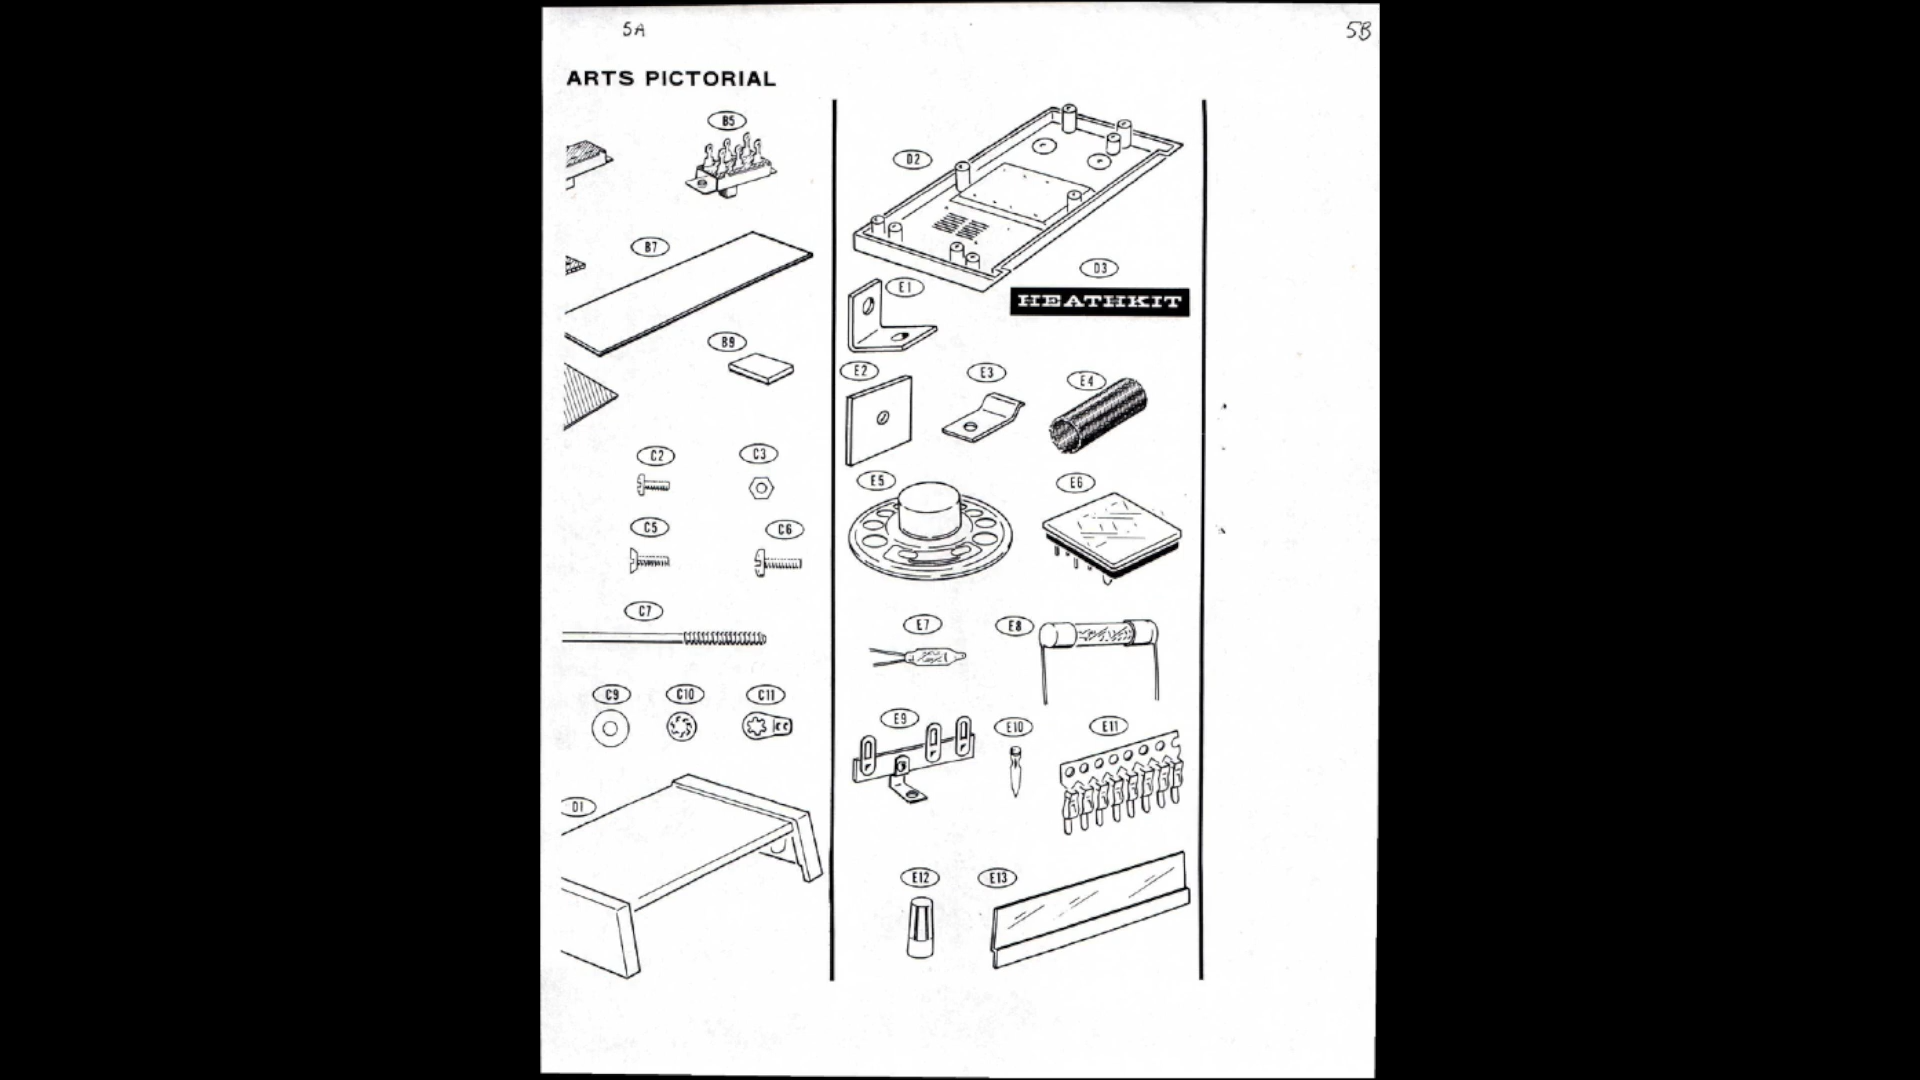 5A
5B
ARTS PICTORIAL
B5
B7
B9
C2
C3
C5
C6
C7
C9
C10
C11
D1
D2
D3
HEATHKIT
E1
E2
E3
E4
E5
E6
E7
E8
E9
E10
E11
E12
E13